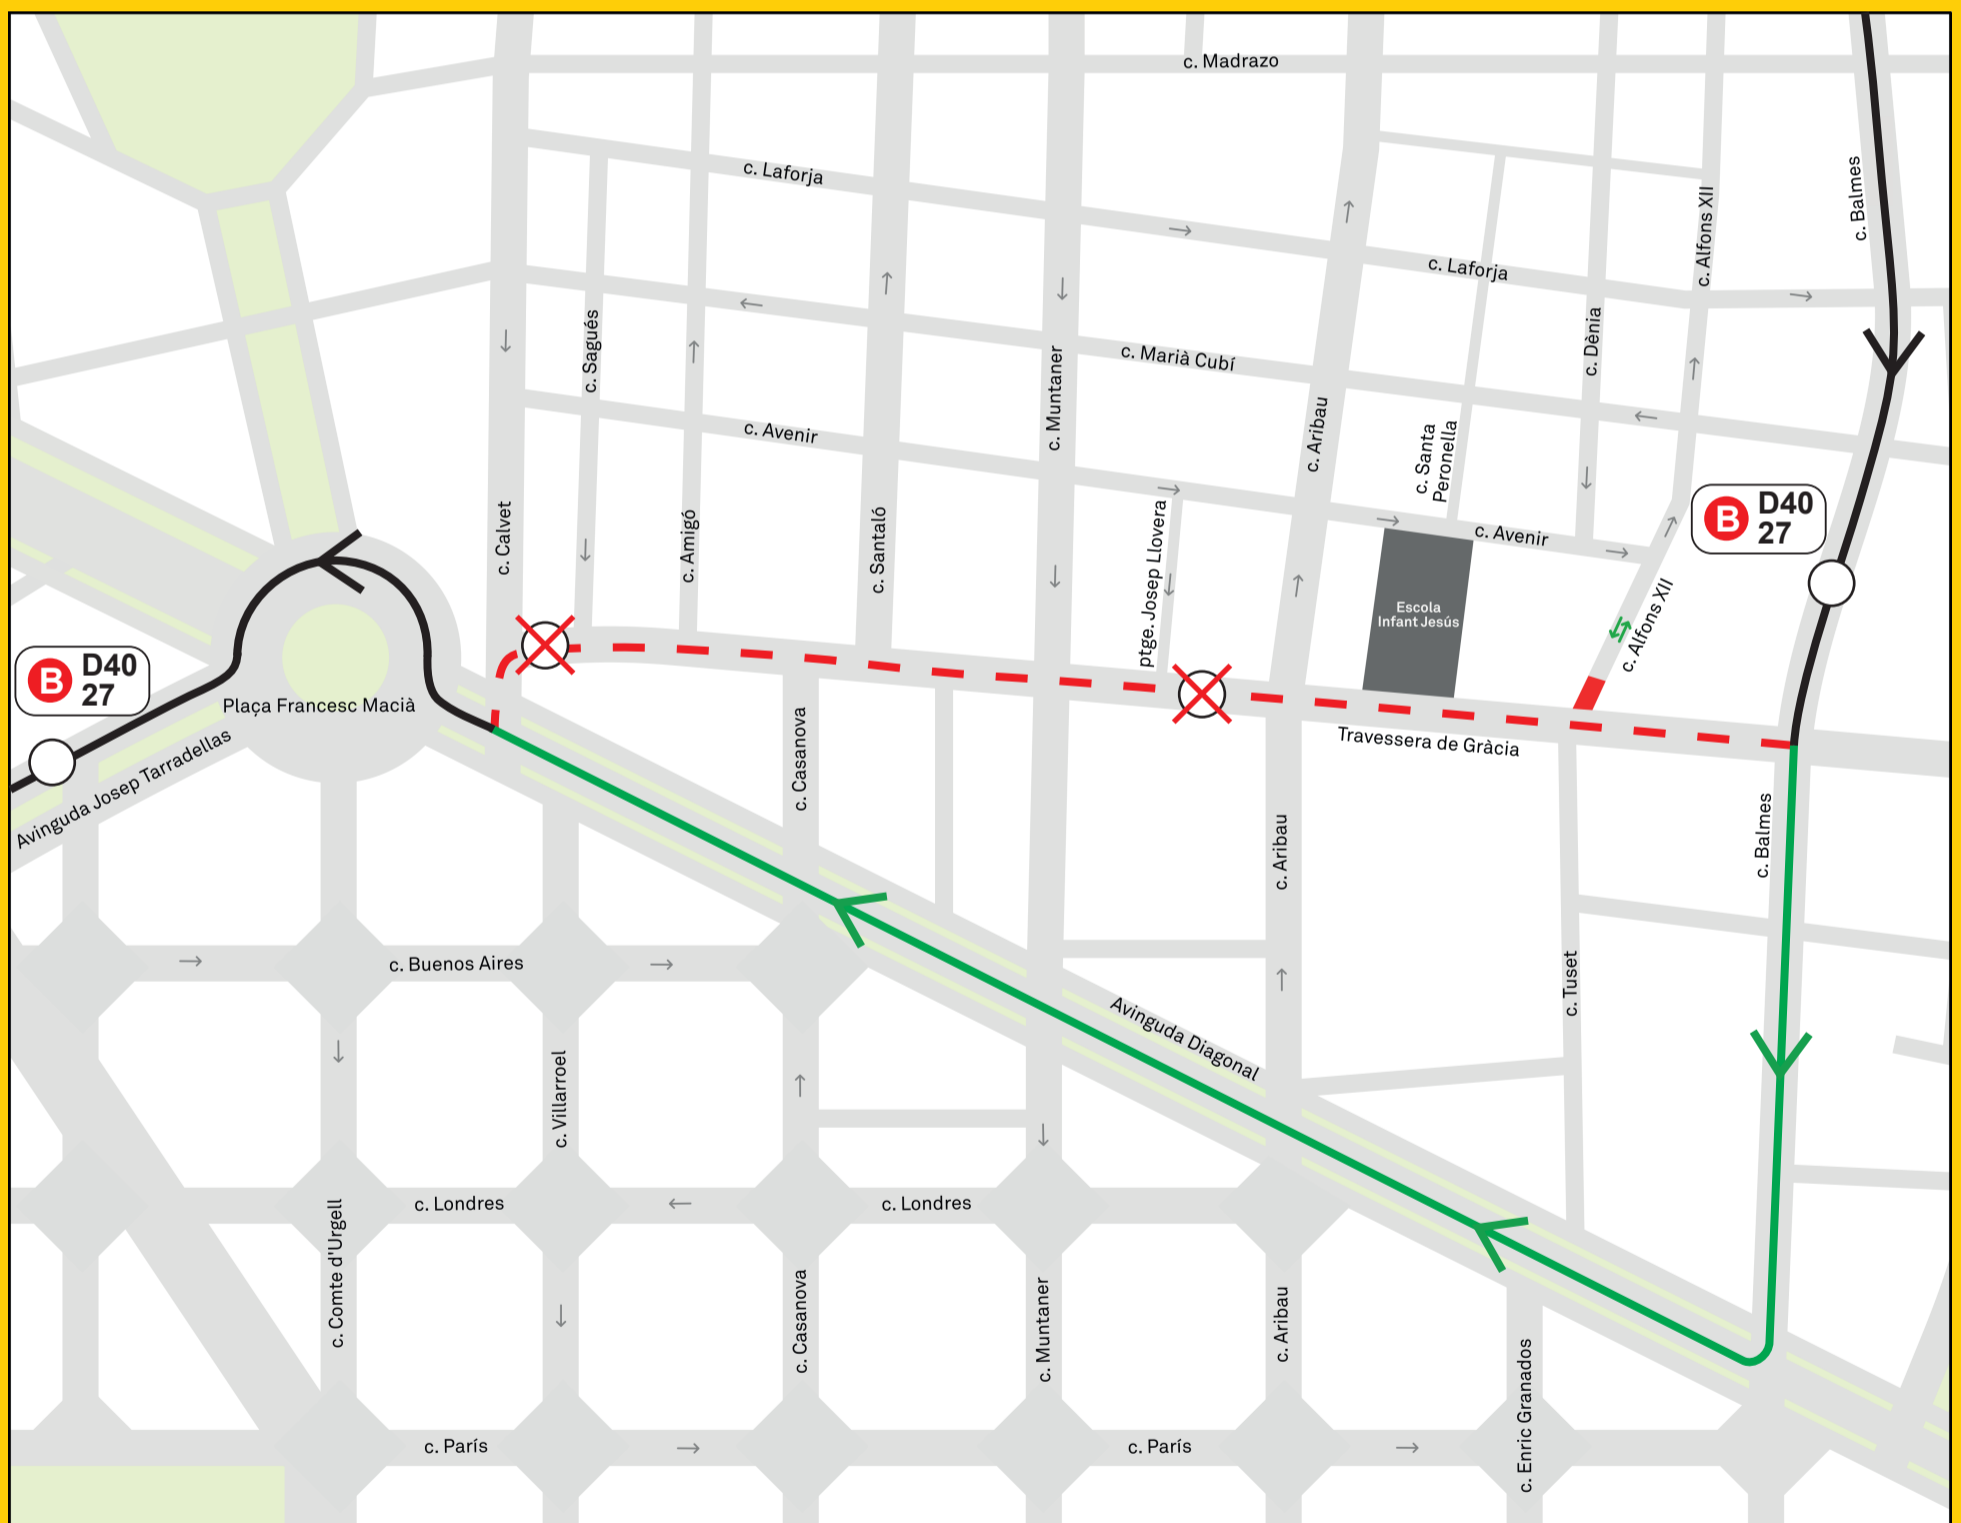 c. Madrazo
c. Laforja
c. Balmes
c. Alfons XII
c. Laforja
c. Sagués
c. Dènia
c. Marià Cubí
c. Muntaner
c. Avenir
c. Aribau
c. Santa
Peronella
c. Calvet
c. Amigó
c. Santaló
ptge. Josep Llovera
c. Avenir
B D40
27
Escola
Infant Jesús
c. Alfons XII
B D40
27
Plaça Francesc Macià
Avinguda Josep Tarradellas
Travessera de Gràcia
c. Casanova
c. Aribau
c. Balmes
c. Buenos Aires
c. Tuset
Avinguda Diagonal
c. Villarroel
c. Londres
c. Londres
c. Comte d'Urgell
c. Casanova
c. Muntaner
c. Aribau
c. Enric Granados
c. París
c. París